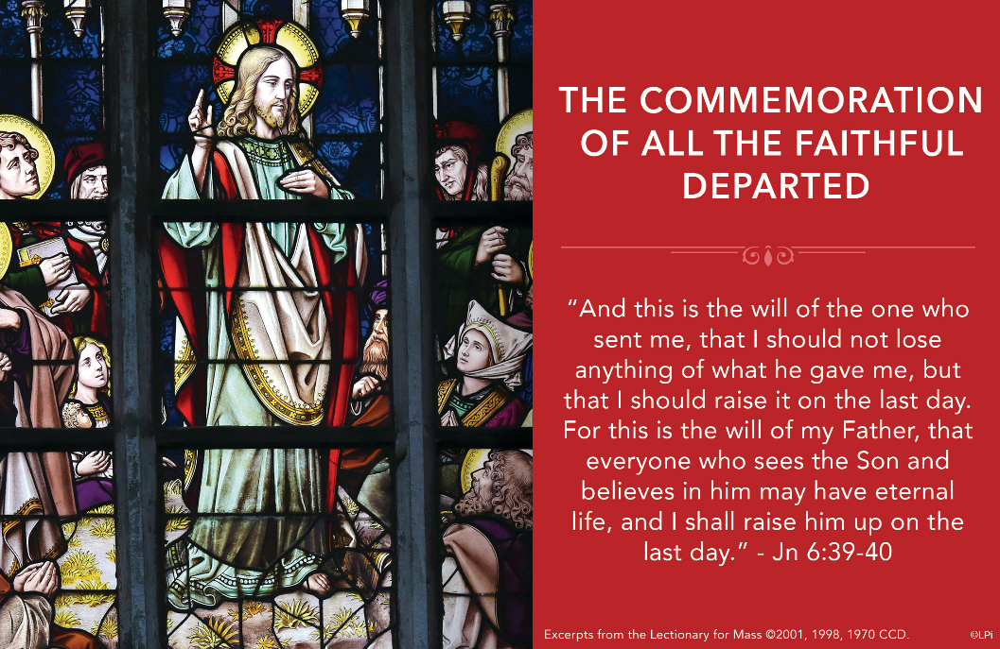 THE COMMEMORATION
OF ALL THE FAITHFUL
DEPARTED
“And this is the will of the one who
sent me, that I should not lose
anything of what he gave me, but
that I should raise it on the last day.
For this is the will of my Father, that
everyone who sees the Son and
believes in him may have eternal
life, and I shall raise him up on the
last day.” - Jn 6:39-40
Excerpts from the Lectionary for Mass ©2001, 1998, 1970 CCD.
©LPi